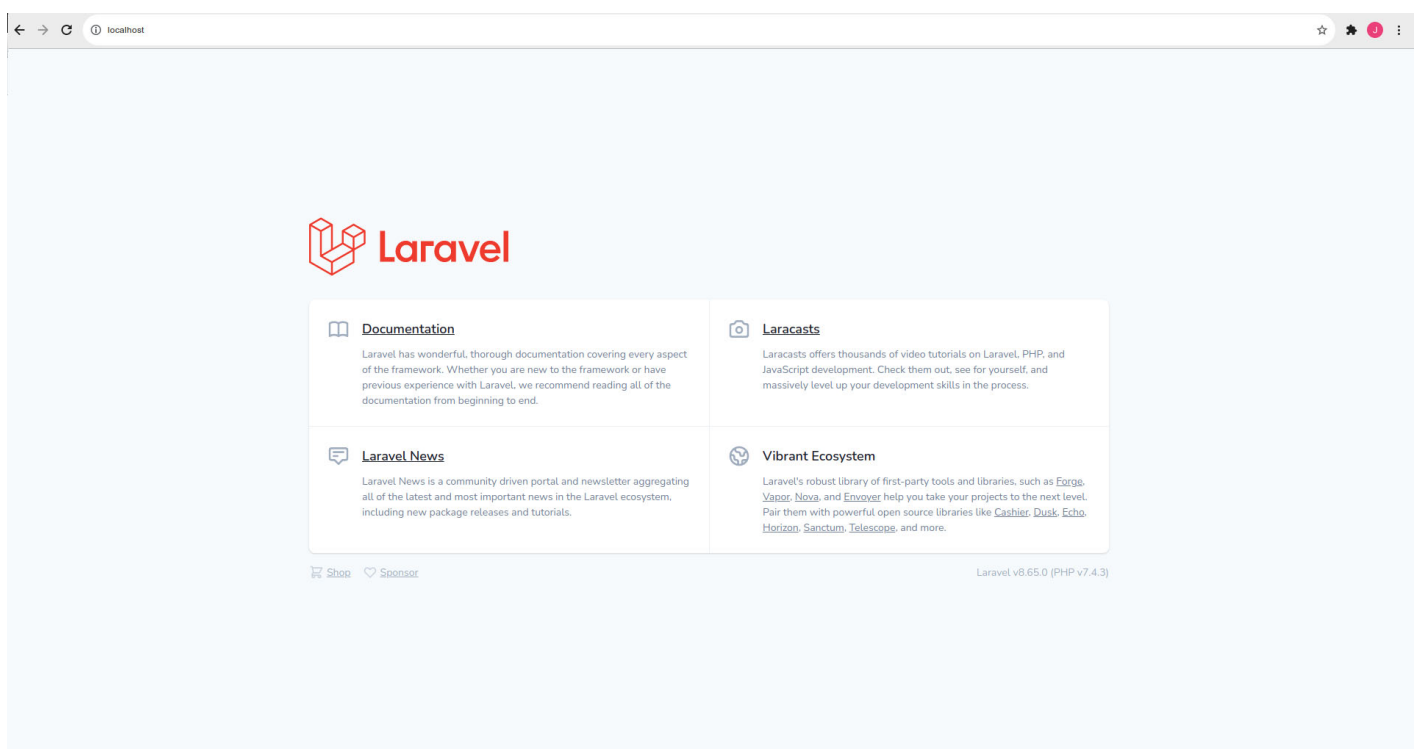 localhost
J
Laravel
Documentation
Laravel has wonderful, thorough documentation covering every aspect
of the framework. Whether you are new to the framework or have
previous experience with Laravel, we recommend reading all of the
documentation from beginning to end.
Laracasts
Laracasts offers thousands of video tutorials on Laravel, PHP, and
JavaScript development. Check them out, see for yourself, and
massively level up your development skills in the process.
Laravel News
Laravel News is a community driven portal and newsletter aggregating
all of the latest and most important news in the Laravel ecosystem,
including new package releases and tutorials.
Vibrant Ecosystem
Laravel's robust library of first-party tools and libraries, such as Forge,
Vapor, Nova, and Envoyer help you take your projects to the next level.
Pair them with powerful open source libraries like Cashier, Dusk, Echo,
Horizon, Sanctum, Telescope, and more.
Shop Sponsor
Laravel v8.65.0 (PHP v7.4.3)